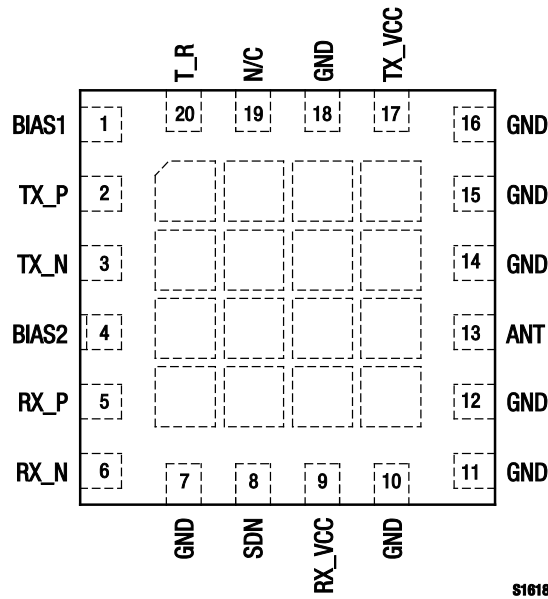 T_R
N/C
GND
TX_VCC
20
19
18
17
BIAS1
1
16
GND
TX_P
2
15
GND
TX_N
3
14
GND
BIAS2
4
13
ANT
RX_P
5
12
GND
RX_N
6
11
GND
7
8
9
10
GND
SDN
RX_VCC
GND
S1618